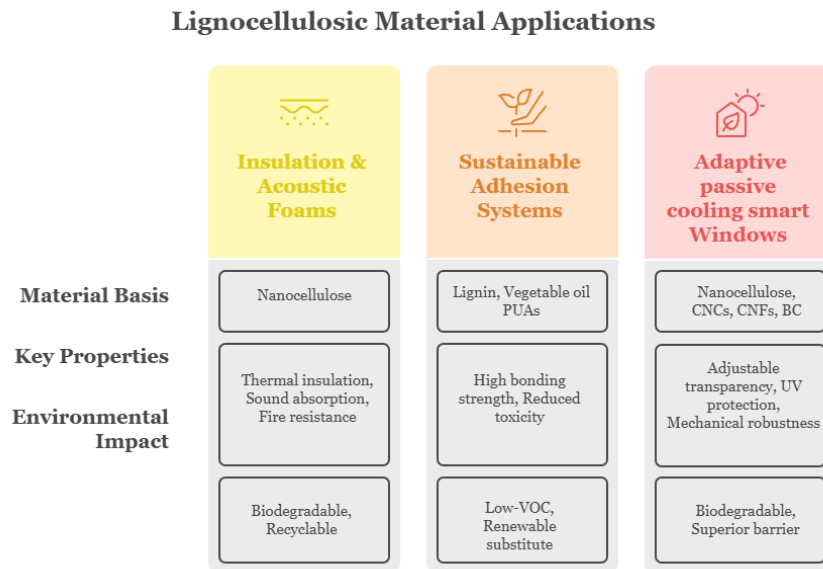 Lignocellulosic Material Applications
Insulation &
Acoustic
Foams
Sustainable
Adhesion
Systems
Adaptive
passive
cooling smart
Windows
Material Basis
Nanocellulose
Lignin, Vegetable oil
PUAs
Nanocellulose,
CNCs, CNFs, BC
Key Properties
Thermal insulation,
Sound absorption,
Fire resistance
High bonding
strength, Reduced
toxicity
Adjustable
transparency, UV
protection,
Mechanical robustness
Environmental
Impact
Biodegradable,
Recyclable
Low-VOC,
Renewable
substitute
Biodegradable,
Superior barrier